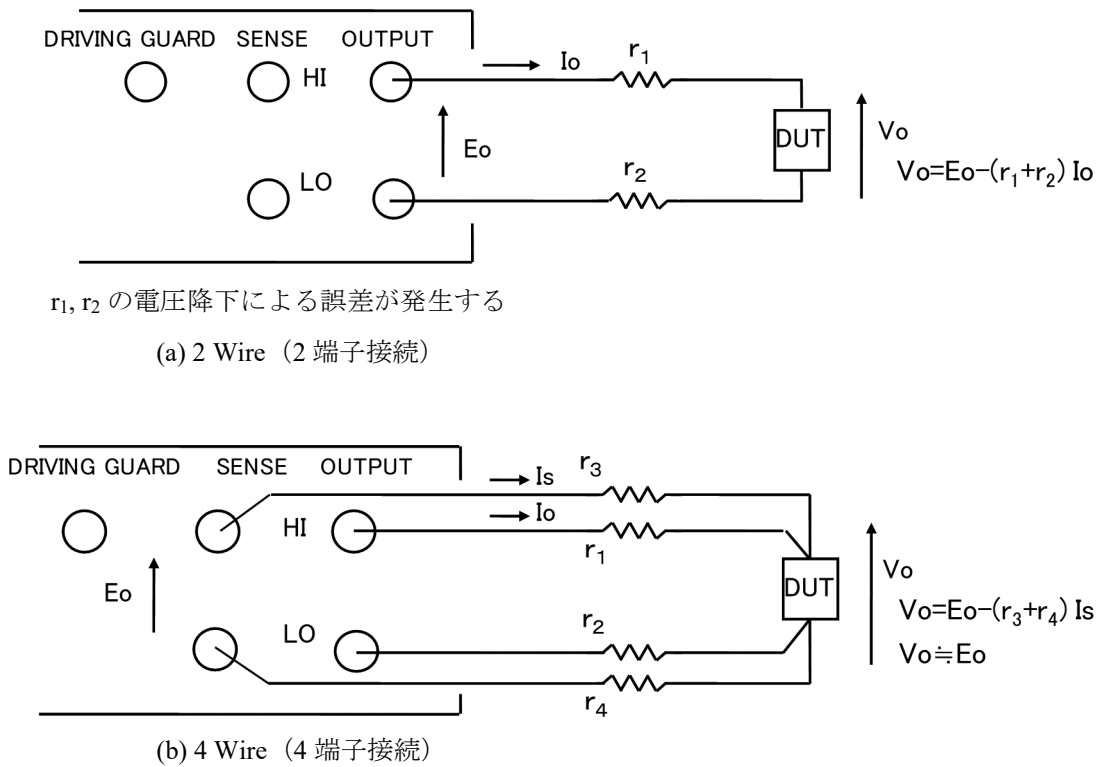 DRIVING GUARD SENSE OUTPUT
HI
Io
r₁
Eo
DUT
Vo
Vo=Eo−(r₁+r₂) Io
LO
r₂
r₁, r₂ の電圧降下による誤差が発生する
(a) 2 Wire（2 端子接続）
DRIVING GUARD SENSE OUTPUT
Is
r₃
Io
HI
r₁
Eo
DUT
Vo
Vo=Eo−(r₃+r₄) Is
Vo≒Eo
LO
r₂
r₄
(b) 4 Wire（4 端子接続）